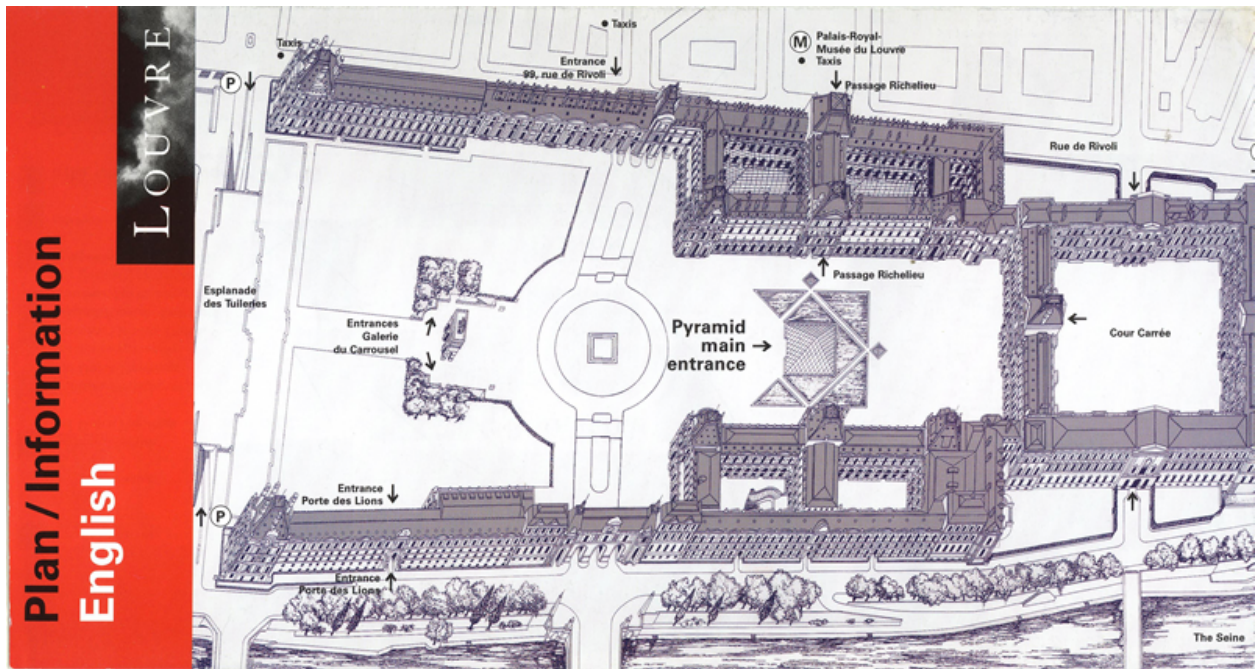 Plan / Information
English
LOUVRE
Taxis
P
Taxis
Entrance
99, rue de Rivoli
M
Palais-Royal-
Musée du Louvre
Taxis
Passage Richelieu
Rue de Rivoli
Esplanade
des Tuileries
Entrances
Galerie
du Carrousel
Passage Richelieu
Pyramid
main
entrance
Cour Carrée
Entrance
Porte des Lions
P
Entrance
Porte des Lions
The Seine